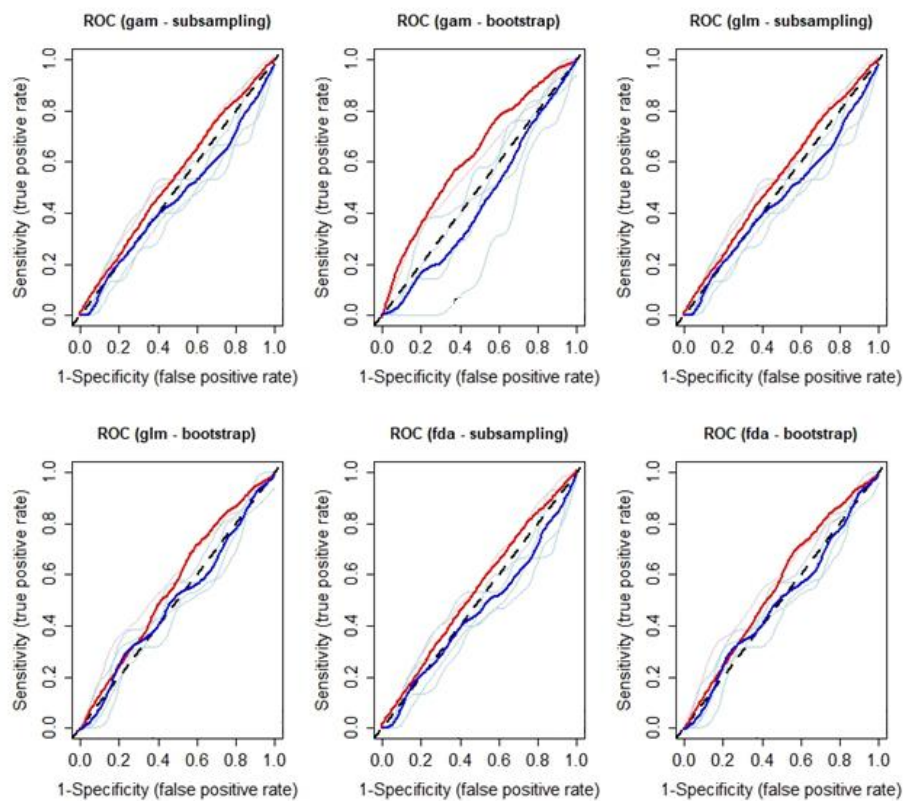 ROC (gam - subsampling)
Sensitivity (true positive rate)
1.0
0.8
0.6
0.4
0.2
0.0
0.0 0.2 0.4 0.6 0.8 1.0
1-Specificity (false positive rate)
ROC (gam - bootstrap)
Sensitivity (true positive rate)
1.0
0.8
0.6
0.4
0.2
0.0
0.0 0.2 0.4 0.6 0.8 1.0
1-Specificity (false positive rate)
ROC (glm - subsampling)
Sensitivity (true positive rate)
1.0
0.8
0.6
0.4
0.2
0.0
0.0 0.2 0.4 0.6 0.8 1.0
1-Specificity (false positive rate)
ROC (glm - bootstrap)
Sensitivity (true positive rate)
1.0
0.8
0.6
0.4
0.2
0.0
0.0 0.2 0.4 0.6 0.8 1.0
1-Specificity (false positive rate)
ROC (fda - subsampling)
Sensitivity (true positive rate)
1.0
0.8
0.6
0.4
0.2
0.0
0.0 0.2 0.4 0.6 0.8 1.0
1-Specificity (false positive rate)
ROC (fda - bootstrap)
Sensitivity (true positive rate)
1.0
0.8
0.6
0.4
0.2
0.0
0.0 0.2 0.4 0.6 0.8 1.0
1-Specificity (false positive rate)